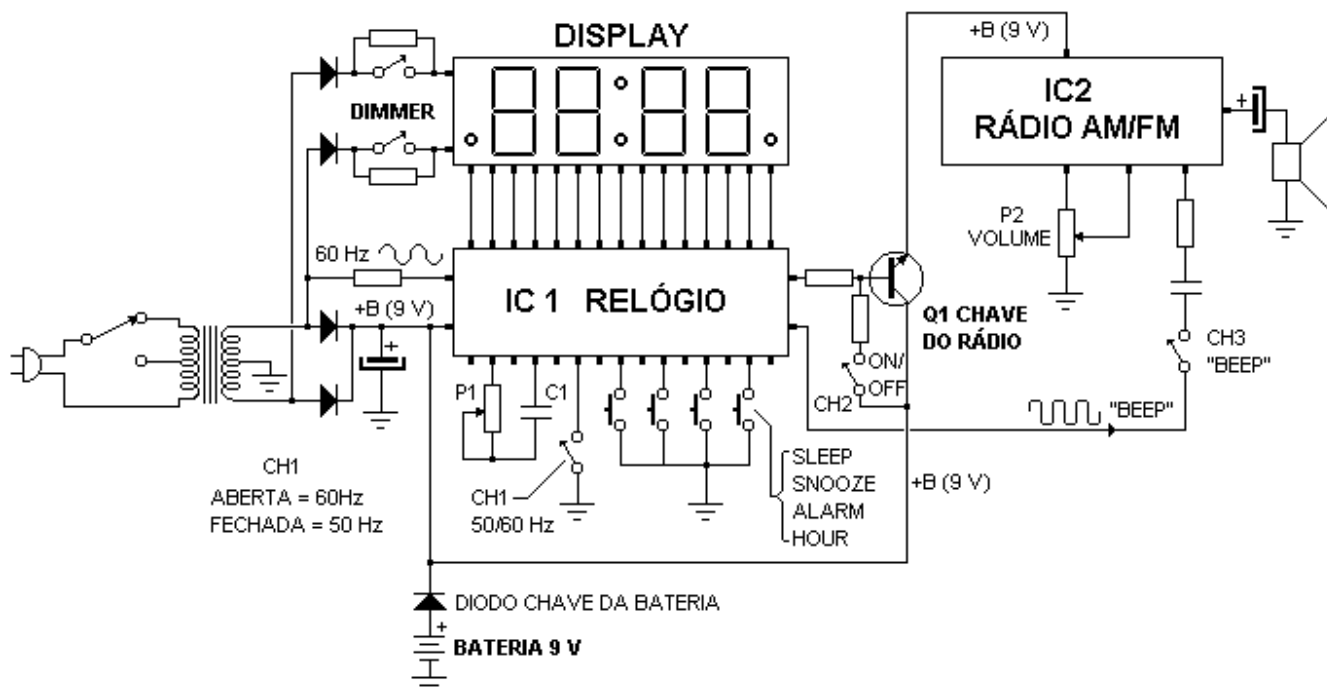 DISPLAY
DIMMER
+B (9 V)
IC2
RÁDIO AM/FM
+
P2
VOLUME
60 Hz
+B (9 V)
+
IC 1 RELÓGIO
Q1 CHAVE
DO RÁDIO
CH3
"BEEP"
P1
C1
ON/
OFF
CH2
"BEEP"
CH1
ABERTA = 60Hz
FECHADA = 50 Hz
CH1
50/60 Hz
SLEEP
SNOOZE
ALARM
HOUR
+B (9 V)
DIODO CHAVE DA BATERIA
+
BATERIA 9 V